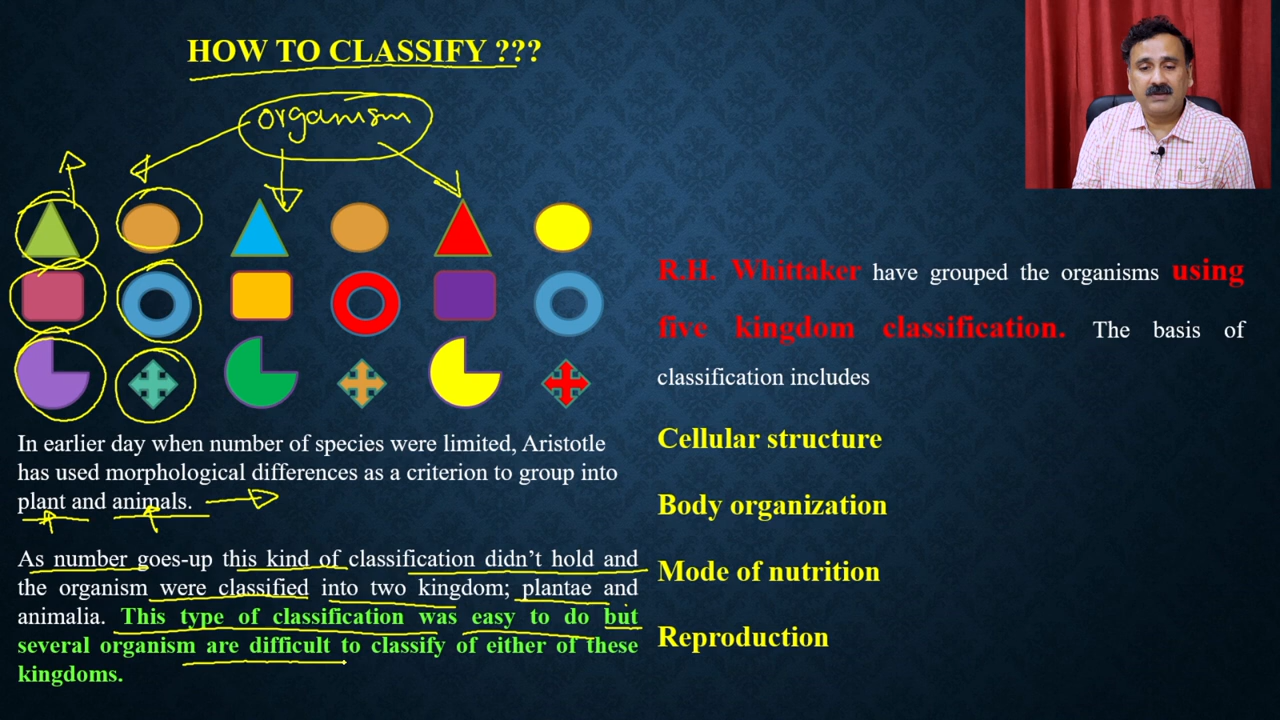 HOW TO CLASSIFY ???
organism
In earlier day when number of species were limited, Aristotle
has used morphological differences as a criterion to group into
plant and animals.
As number goes-up this kind of classification didn't hold and
the organism were classified into two kingdom; plantae and
animalia. This type of classification was easy to do but
several organism are difficult to classify of either of these
kingdoms.
R.H. Whittaker have grouped the organisms using
five kingdom classification. The basis of
classification includes
Cellular structure
Body organization
Mode of nutrition
Reproduction